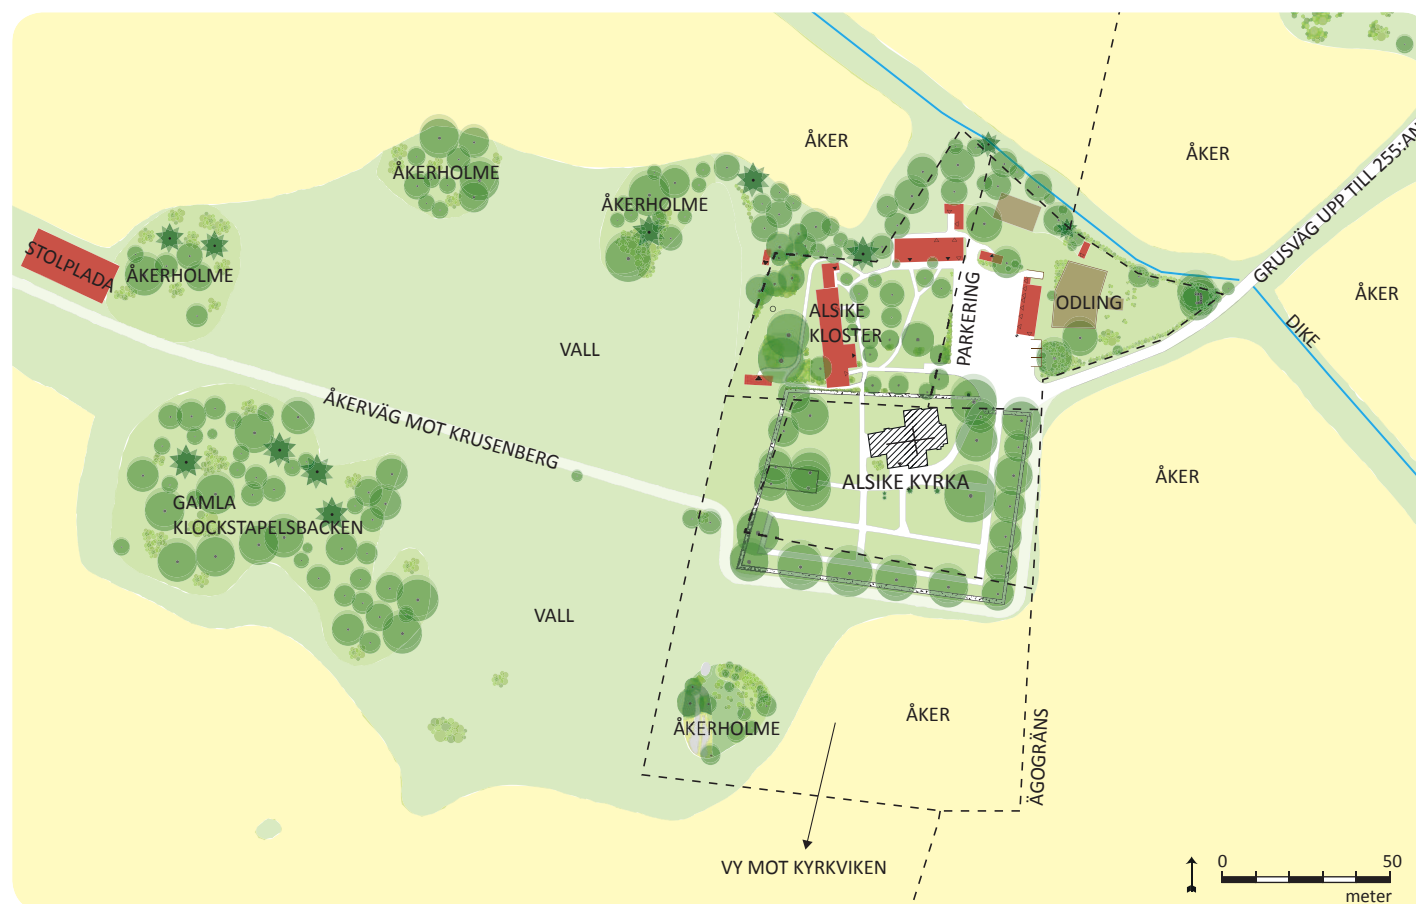 ÅKER
ÅKER
ÅKERHOLME
ÅKERHOLME
GRUSVÄG UPP TILL 255:AN
STOLPLADA
ÅKERHOLME
ÅKER
ODLING
ALSIKE
KLOSTER
PARKERING
DIKE
VALL
ÅKERVÄG MOT KRUSENBERG
ÅKER
ALSIKE KYRKA
GAMLA
KLOCKSTAPELSBACKEN
VALL
ÅKER
ÅKERHOLME
ÄGOGRÄNS
VY MOT KYRKVIKEN
0 50
meter